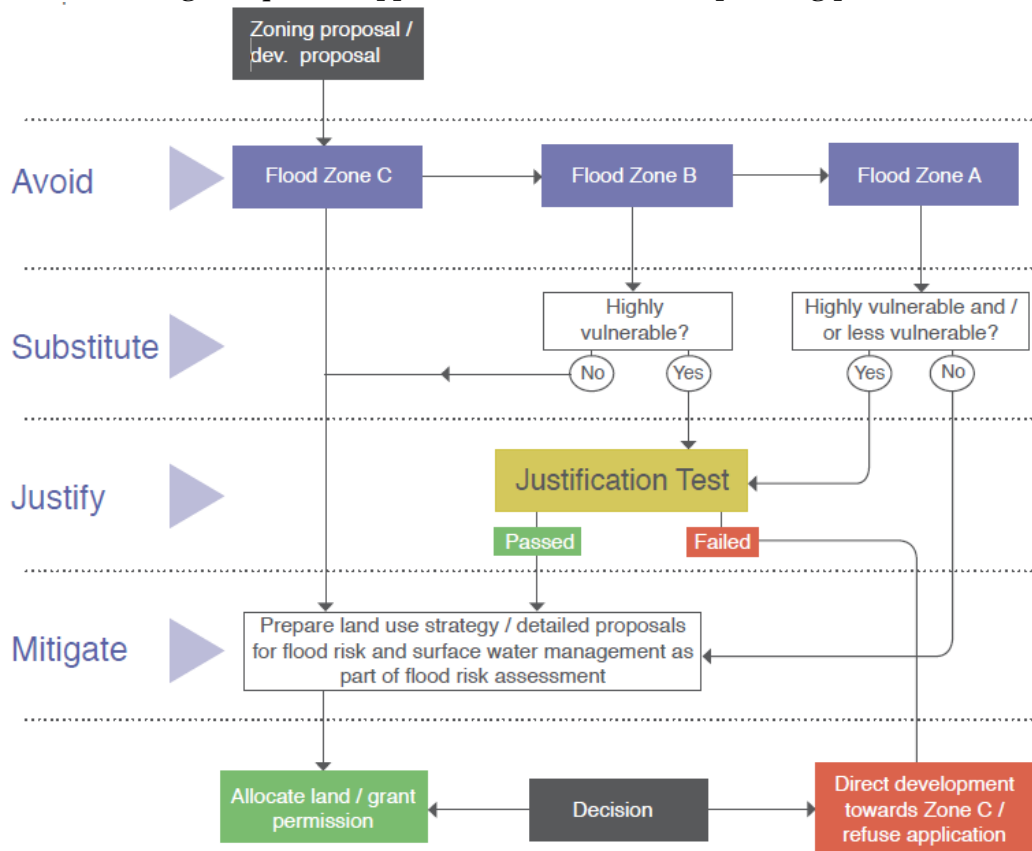 Zoning proposal /
dev. proposal
Avoid
Flood Zone C
Flood Zone B
Flood Zone A
Substitute
Highly
vulnerable?
Highly vulnerable and /
or less vulnerable?
No
Yes
Yes
No
Justify
Justification Test
Passed
Failed
Mitigate
Prepare land use strategy / detailed proposals
for flood risk and surface water management as
part of flood risk assessment
Allocate land / grant
permission
Decision
Direct development
towards Zone C /
refuse application